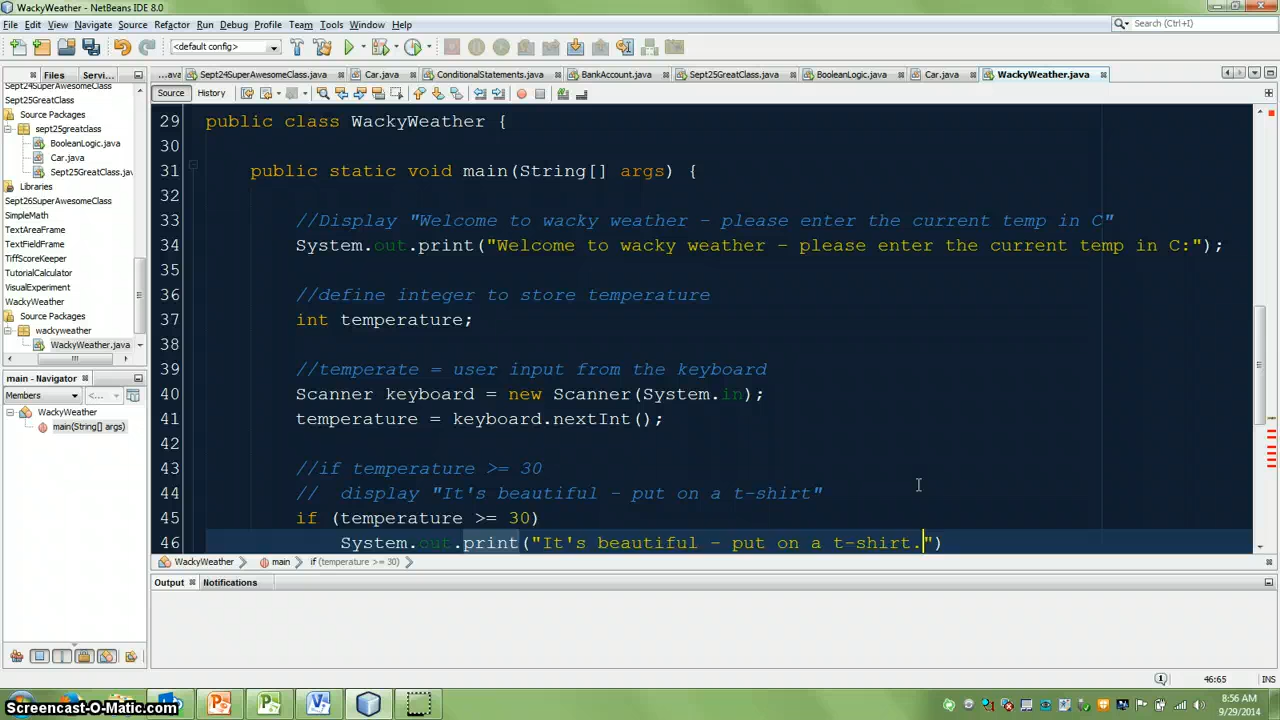 WackyWeather - NetBeans IDE 8.0
File Edit View Navigate Source Refactor Run Debug Profile Team Tools Window Help
Search (Ctrl+I)
<default config>
Files Servi...
...ava Sept24SuperAwesomeClass.java Car.java ConditionalStatements.java BankAccount.java Sept25GreatClass.java BooleanLogic.java Car.java WackyWeather.java
Source History
Sept24SuperAwesomeClass
Sept25GreatClass
Source Packages
sept25greatclass
BooleanLogic.java
Car.java
Sept25GreatClass.jav
Libraries
Sept26SuperAwesomeClass
SimpleMath
TextAreaFrame
TextFieldFrame
TiffScoreKeeper
TutorialCalculator
VisualExperiment
WackyWeather
Source Packages
wackyweather
WackyWeather.java
main - Navigator
Members <...>
WackyWeather
main(String[] args)
29 public class WackyWeather {
30
31 public static void main(String[] args) {
32
33 //Display "Welcome to wacky weather - please enter the current temp in C"
34 System.out.print("Welcome to wacky weather - please enter the current temp in C:");
35
36 //define integer to store temperature
37 int temperature;
38
39 //temperate = user input from the keyboard
40 Scanner keyboard = new Scanner(System.in);
41 temperature = keyboard.nextInt();
42
43 //if temperature >= 30
44 // display "It's beautiful - put on a t-shirt"
45 if (temperature >= 30)
46 System.out.print("It's beautiful - put on a t-shirt.")
WackyWeather main if (temperature >= 30)
Output Notifications
46:65 INS
Screencast-O-Matic.com
8:56 AM
9/29/2014